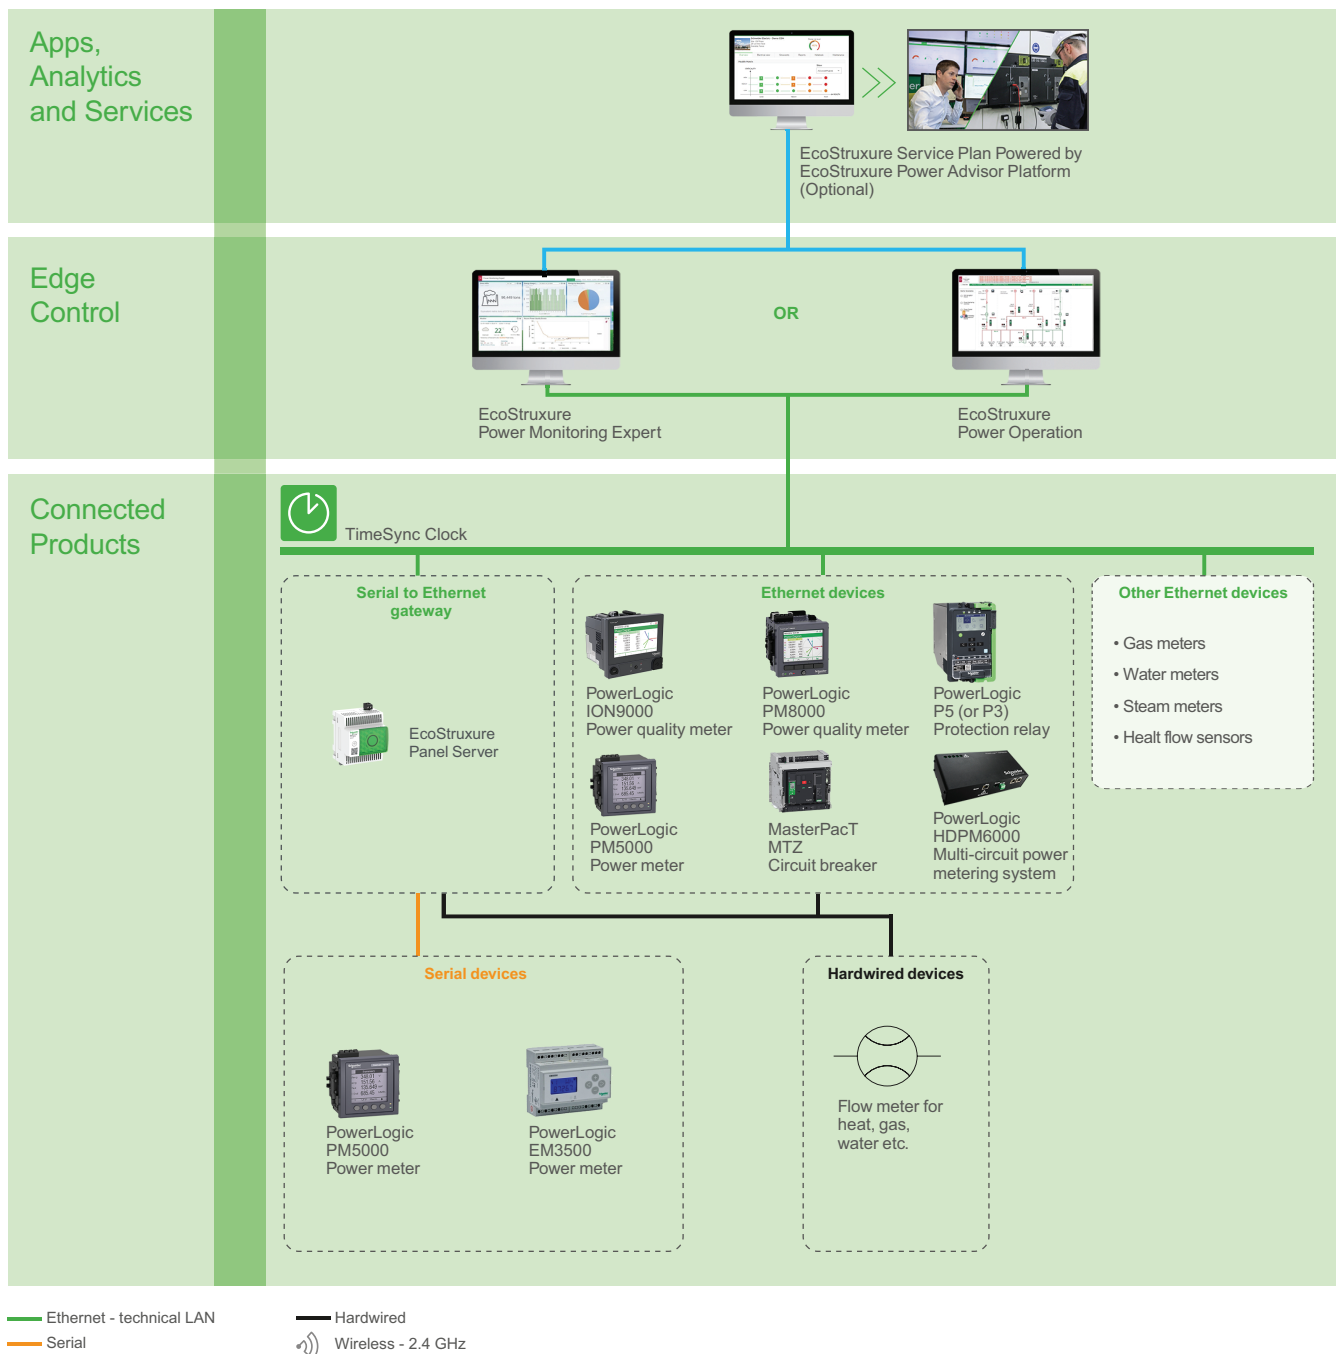 Apps,
Analytics
and Services
EcoStruxure Service Plan Powered by
EcoStruxure Power Advisor Platform
(Optional)
Edge
Control
OR
EcoStruxure
Power Monitoring Expert
EcoStruxure
Power Operation
Connected
Products
TimeSync Clock
Serial to Ethernet
gateway
EcoStruxure
Panel Server
Ethernet devices
PowerLogic
ION9000
Power quality meter
PowerLogic
PM8000
Power quality meter
PowerLogic
P5 (or P3)
Protection relay
PowerLogic
PM5000
Power meter
MasterPacT
MTZ
Circuit breaker
PowerLogic
HDPM6000
Multi-circuit power
metering system
Other Ethernet devices
• Gas meters
• Water meters
• Steam meters
• Healt flow sensors
Serial devices
PowerLogic
PM5000
Power meter
PowerLogic
EM3500
Power meter
Hardwired devices
Flow meter for
heat, gas,
water etc.
Ethernet - technical LAN
Hardwired
Serial
Wireless - 2.4 GHz